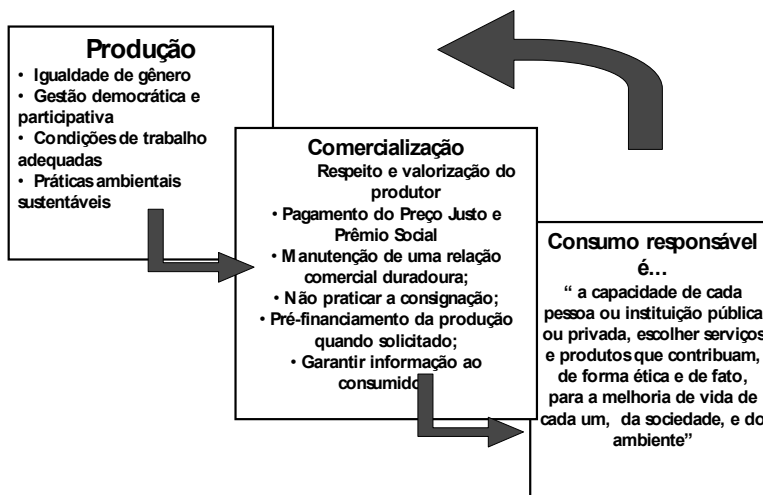 Produção
• Igualdade de gênero
• Gestão democrática e
participativa
• Condições de trabalho
adequadas
• Práticas ambientais
sustentáveis
Comercialização
Respeito e valorização do
produtor
• Pagamento do Preço Justo e
Prêmio Social
• Manutenção de uma relação
comercial duradoura;
• Não praticar a consignação;
• Pré-financiamento da produção
quando solicitado;
• Garantir informação ao
consumido
Consumo responsável
é...
“ a capacidade de cada
pessoa ou instituição pública
ou privada, escolher serviços
e produtos que contribuam,
de forma ética e de fato,
para a melhoria de vida de
cada um, da sociedade, e do
ambiente”